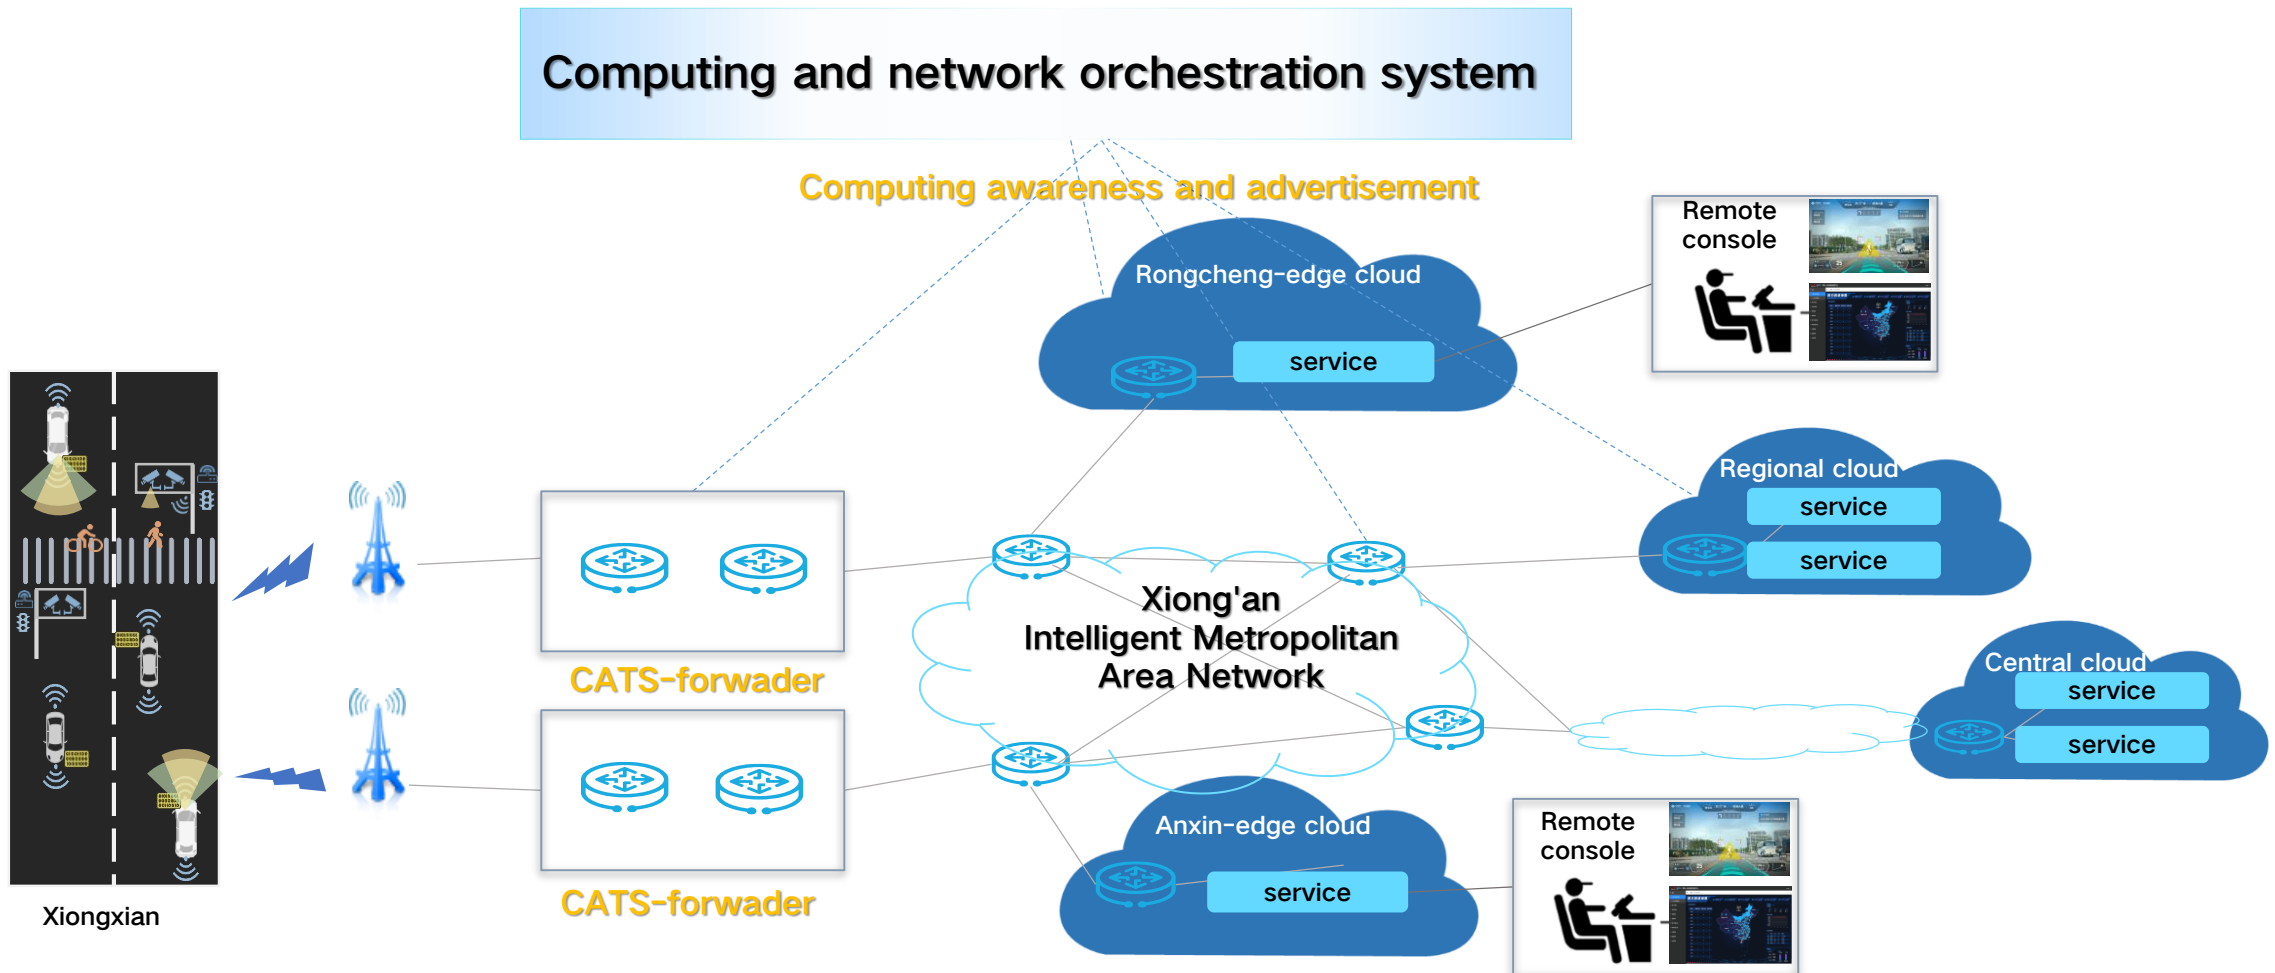 Computing and network orchestration system
Computing awareness and advertisement
Remote
console
Rongcheng-edge cloud
service
Regional cloud
service
service
Xiong'an
Intelligent Metropolitan
Area Network
CATS-forwader
Central cloud
service
service
Anxin-edge cloud
service
Remote
console
CATS-forwader
Xiongxian